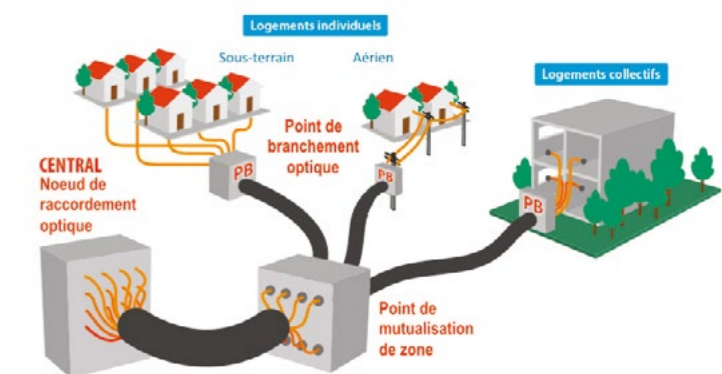 Logements individuels
Sous-terrain
Aérien
Logements collectifs
Point de
branchement
optique
CENTRAL
Noeud de
raccordement
optique
PB
PB
PB
Point de
mutualisation
de zone